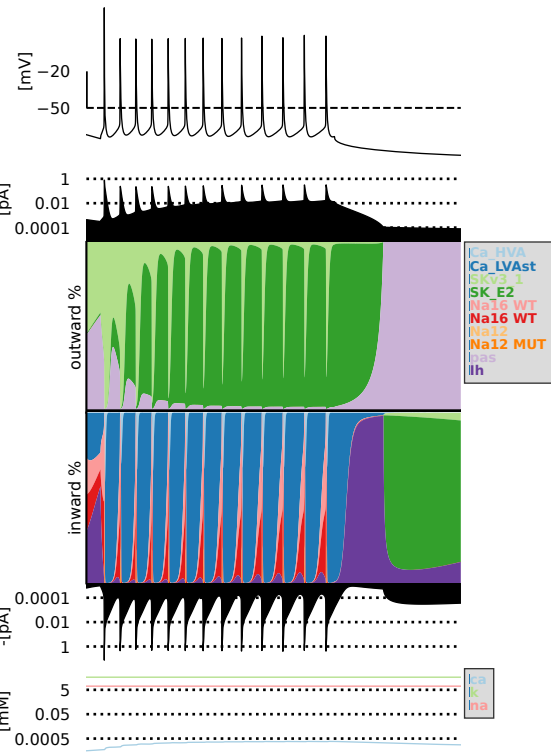 [mV]
−20
−50
[pA]
1
0.01
0.0001
outward %
Ca_HVA
Ca_LVAst
SKv3_1
SK_E2
Na16 WT
Na16 WT
Na12
Na12 MUT
pas
Ih
inward %
-[pA]
0.0001
0.01
1
[mM]
5
0.05
0.0005
ca
k
na